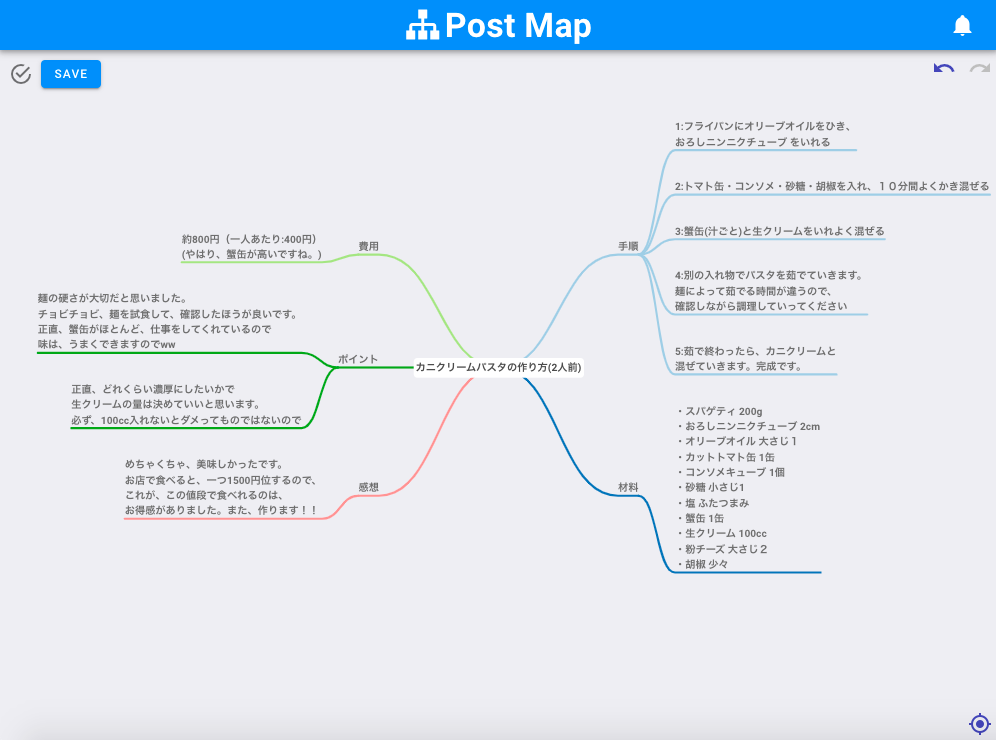 Post Map
SAVE
カニクリームパスタの作り方(2人前)
手順
1:フライパンにオリーブオイルをひき、
おろしニンニクチューブ をいれる
2:トマト缶・コンソメ・砂糖・胡椒を入れ、１０分間よくかき混ぜる
3:蟹缶(汁ごと)と生クリームをいれよく混ぜる
4:別の入れ物でパスタを茹でていきます。
麺によって茹でる時間が違うので、
確認しながら調理していってください
5:茹で終わったら、カニクリームと
混ぜていきます。完成です。
材料
・スパゲティ 200g
・おろしニンニクチューブ 2cm
・オリーブオイル 大さじ１
・カットトマト缶 1缶
・コンソメキューブ 1個
・砂糖 小さじ1
・塩 ふたつまみ
・蟹缶 1缶
・生クリーム 100cc
・粉チーズ 大さじ２
・胡椒 少々
費用
約800円（一人あたり:400円）
(やはり、蟹缶が高いですね。)
ポイント
麺の硬さが大切だと思いました。
チョビチョビ、麺を試食して、確認したほうが良いです。
正直、蟹缶がほとんど、仕事をしてくれているので
味は、うまくできますのでww
正直、どれくらい濃厚にしたいかで
生クリームの量は決めていいと思います。
必ず、100cc入れないとダメってものではないので
感想
めちゃくちゃ、美味しかったです。
お店で食べると、一つ1500円位するので、
これが、この値段で食べれるのは、
お得感がありました。また、作ります！！